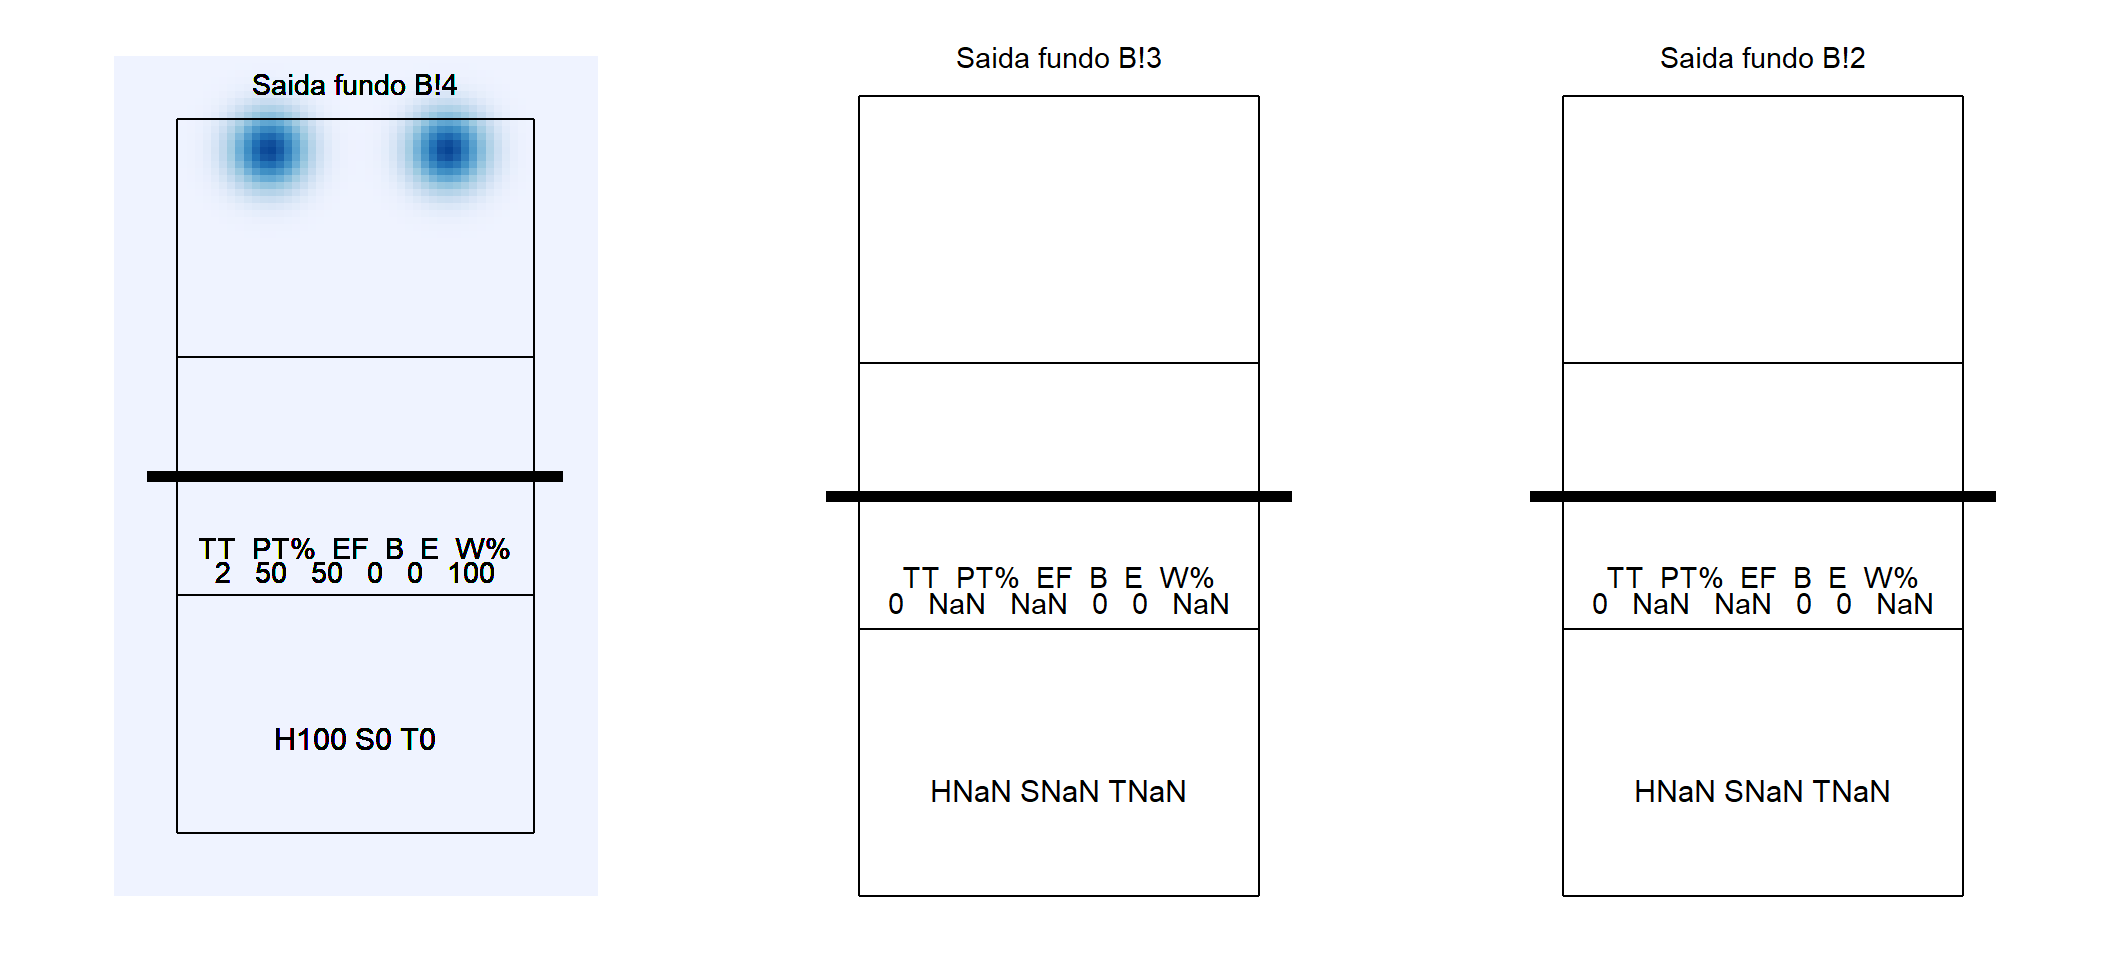 Saida fundo B!4
TT PT% EF B E W%
2 50 50 0 0 100
H100 S0 T0
Saida fundo B!3
TT PT% EF B E W%
0 NaN NaN 0 0 NaN
HNaN SNaN TNaN
Saida fundo B!2
TT PT% EF B E W%
0 NaN NaN 0 0 NaN
HNaN SNaN TNaN